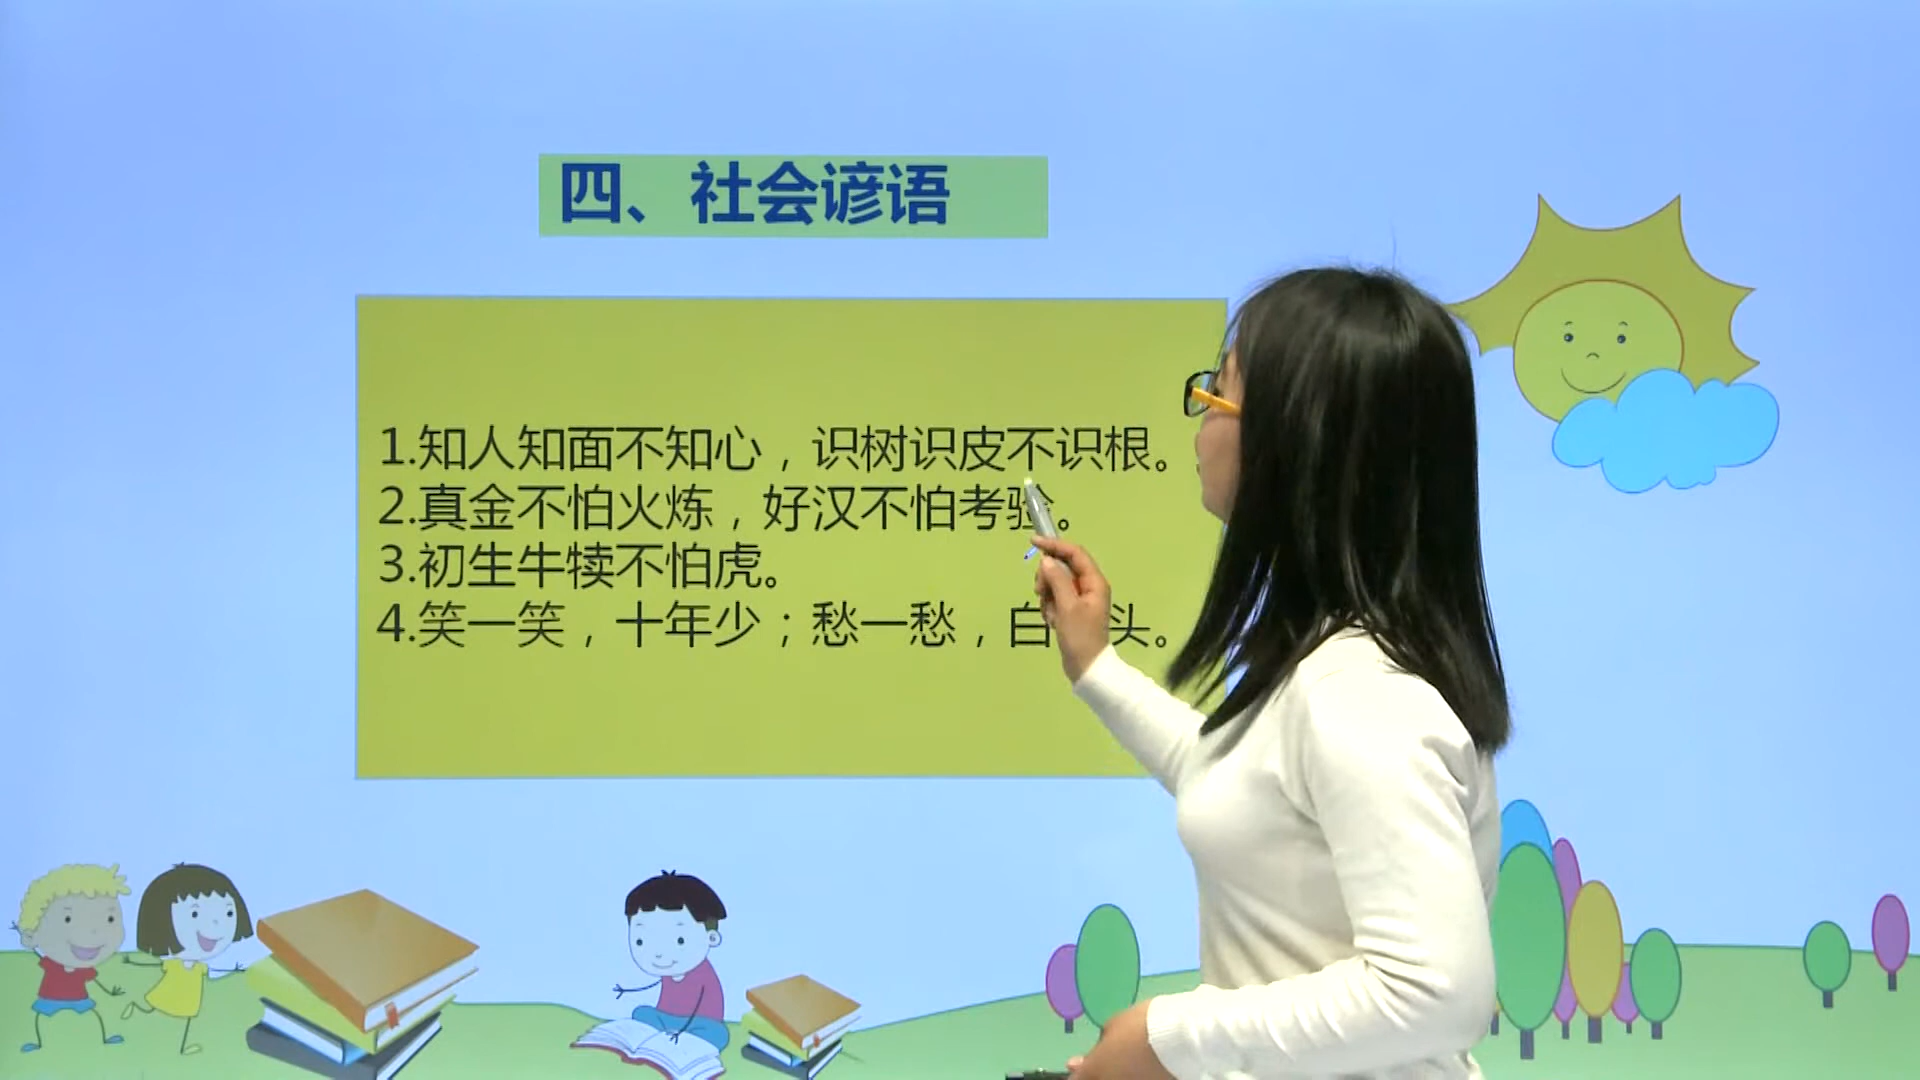 四、社会谚语
1.知人知面不知心，识树识皮不识根。
2.真金不怕火炼，好汉不怕考验。
3.初生牛犊不怕虎。
4.笑一笑，十年少；愁一愁，白头。